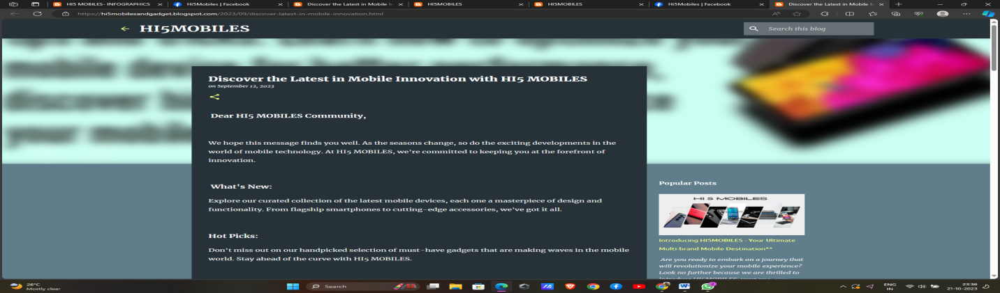 HI5 MOBILES- INFOGRAPHICS
Hi5Mobiles | Facebook
Discover the Latest in Mobile In
HI5MOBILES
HI5MOBILES
Hi5Mobiles | Facebook
Discover the Latest in Mobile In
https://hi5mobilesandgadget.blogspot.com/2023/09/discover-latest-in-mobile-innovation.html
HI5MOBILES
Search this blog
Discover the Latest in Mobile Innovation with HI5 MOBILES
on September 12, 2023
Dear HI5 MOBILES Community,
We hope this message finds you well. As the seasons change, so do the exciting developments in the
world of mobile technology. At HI5 MOBILES, we're committed to keeping you at the forefront of
innovation.
What's New:
Explore our curated collection of the latest mobile devices, each one a masterpiece of design and
functionality. From flagship smartphones to cutting-edge accessories, we've got it all.
Hot Picks:
Don't miss out on our handpicked selection of must-have gadgets that are making waves in the mobile
world. Stay ahead of the curve with HI5 MOBILES.
Popular Posts
HI 5 MOBILES
Introducing HI5MOBILES - Your Ultimate
Multi-brand Mobile Destination**
Are you ready to embark on a journey that
will revolutionize your mobile experience?
Look no further because we are thrilled to
26°C
Mostly clear
Search
ENG
IN
23:36
21-10-2023